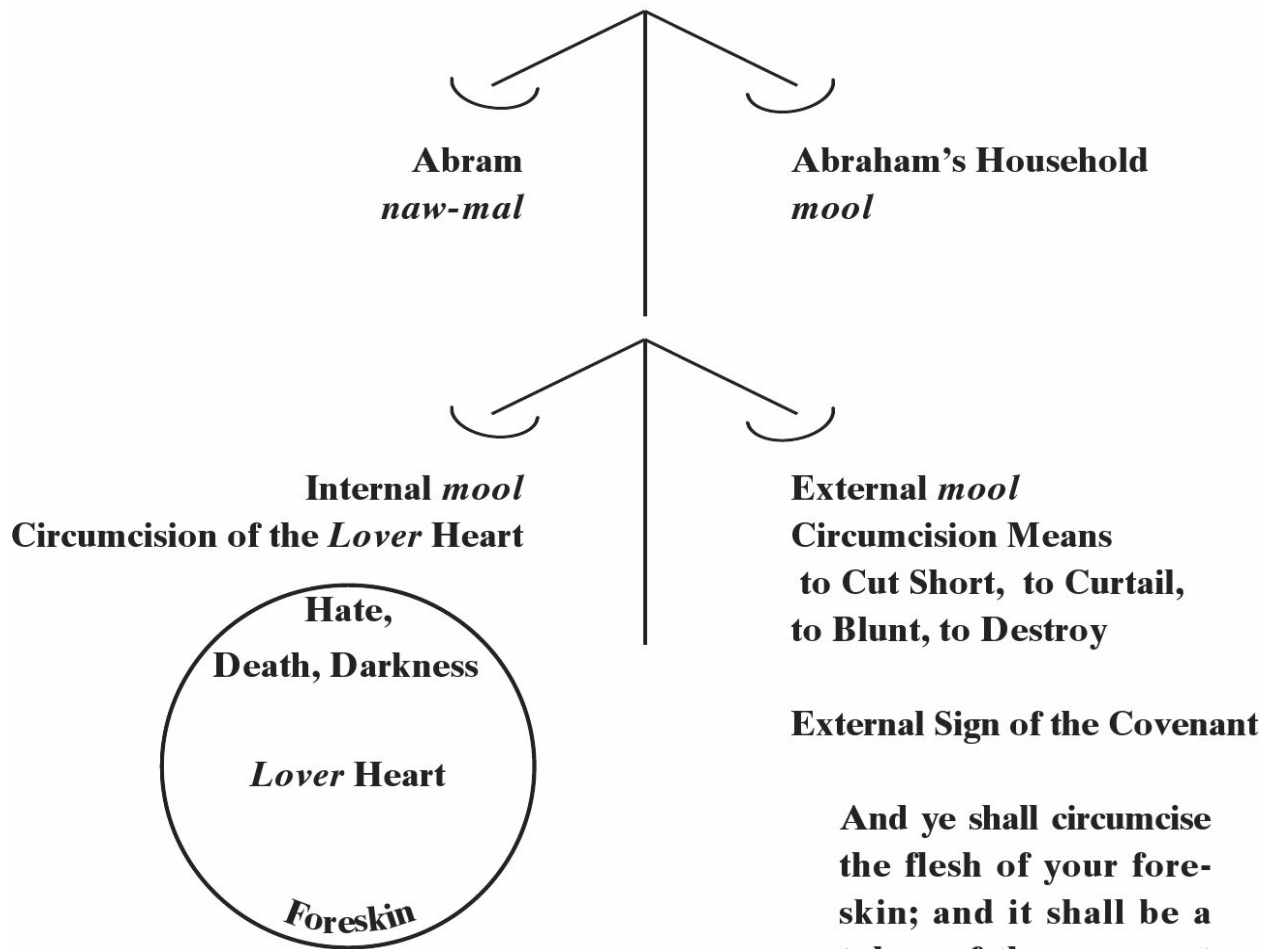 Abram
naw-mal
Abraham’s Household
mool
Internal mool
Circumcision of the Lover Heart
Hate,
Death, Darkness
Lover Heart
Foreskin
External mool
Circumcision Means
to Cut Short, to Curtail,
to Blunt, to Destroy
External Sign of the Covenant
And ye shall circumcise
the flesh of your fore-
skin; and it shall be a